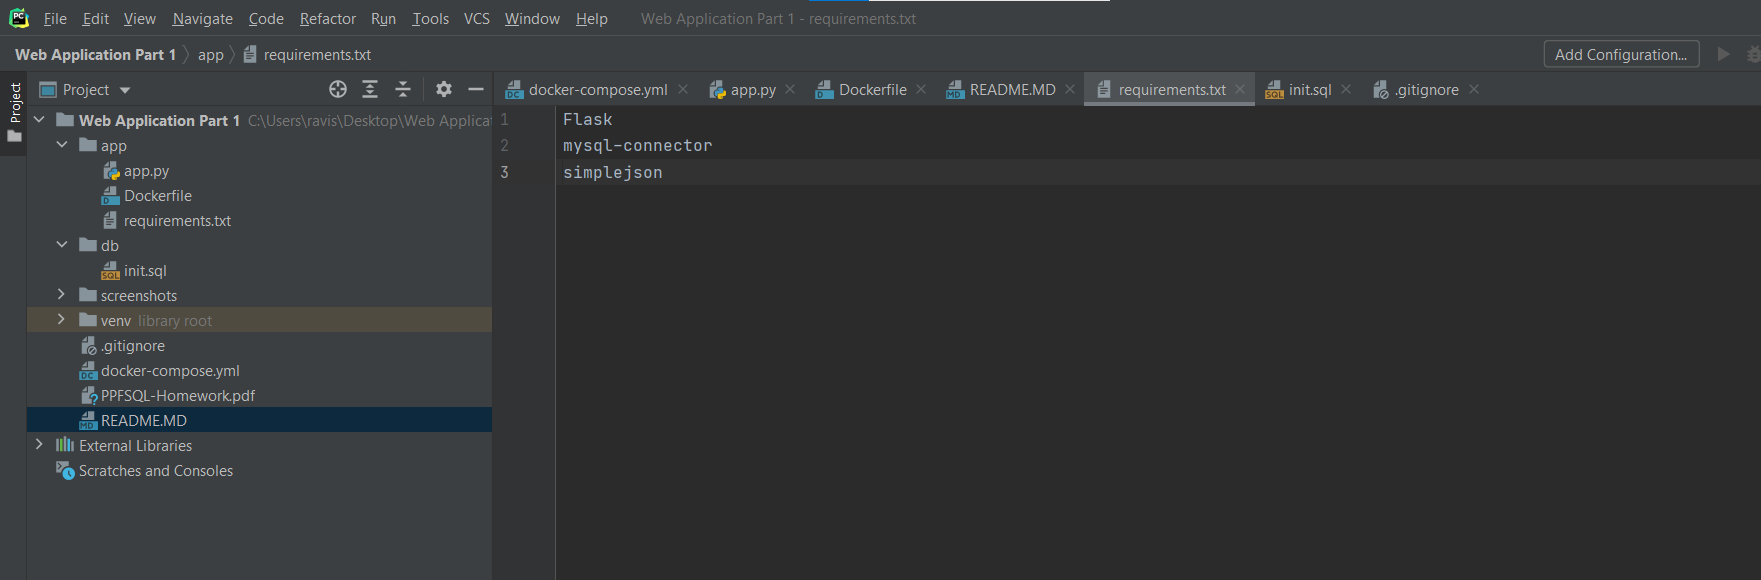 PC File Edit View Navigate Code Refactor Run Tools VCS Window Help Web Application Part 1 - requirements.txt
Web Application Part 1 app requirements.txt Add Configuration...
Project
Project
docker-compose.yml app.py Dockerfile README.MD requirements.txt init.sql .gitignore
Web Application Part 1 C:\Users\ravis\Desktop\Web Applicat
app
app.py
Dockerfile
requirements.txt
db
init.sql
screenshots
venv library root
.gitignore
docker-compose.yml
PPFSQL-Homework.pdf
README.MD
External Libraries
Scratches and Consoles
1 Flask
2 mysql-connector
3 simplejson